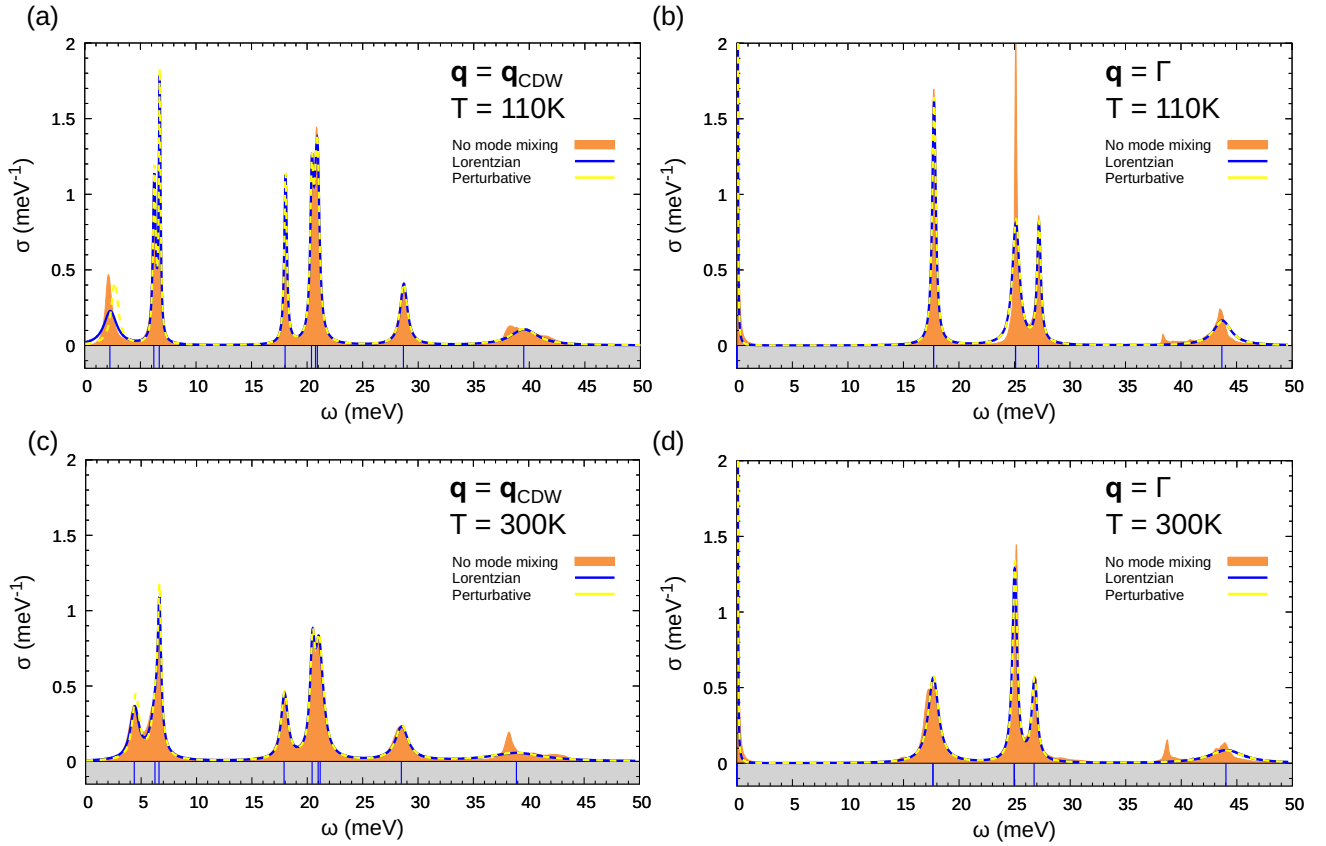 (a)
q = qCDW
T = 110K
No mode mixing
Lorentzian
Perturbative
σ (meV-1)
2
1.5
1
0.5
0
0 5 10 15 20 25 30 35 40 45 50
ω (meV)
(b)
q = Γ
T = 110K
No mode mixing
Lorentzian
Perturbative
σ (meV-1)
2
1.5
1
0.5
0
0 5 10 15 20 25 30 35 40 45 50
ω (meV)
(c)
q = qCDW
T = 300K
No mode mixing
Lorentzian
Perturbative
σ (meV-1)
2
1.5
1
0.5
0
0 5 10 15 20 25 30 35 40 45 50
ω (meV)
(d)
q = Γ
T = 300K
No mode mixing
Lorentzian
Perturbative
σ (meV-1)
2
1.5
1
0.5
0
0 5 10 15 20 25 30 35 40 45 50
ω (meV)